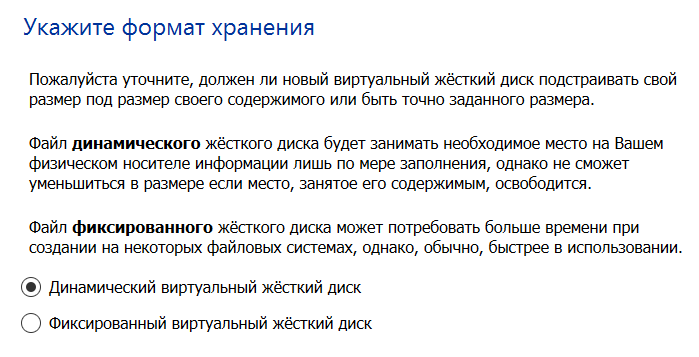 Укажите формат хранения
Пожалуйста уточните, должен ли новый виртуальный жёсткий диск подстраивать свой
размер под размер своего содержимого или быть точно заданного размера.
Файл динамического жёсткого диска будет занимать необходимое место на Вашем
физическом носителе информации лишь по мере заполнения, однако не сможет
уменьшиться в размере если место, занятое его содержимым, освободится.
Файл фиксированного жёсткого диска может потребовать больше времени при
создании на некоторых файловых системах, однако, обычно, быстрее в использовании.
Динамический виртуальный жёсткий диск
Фиксированный виртуальный жёсткий диск